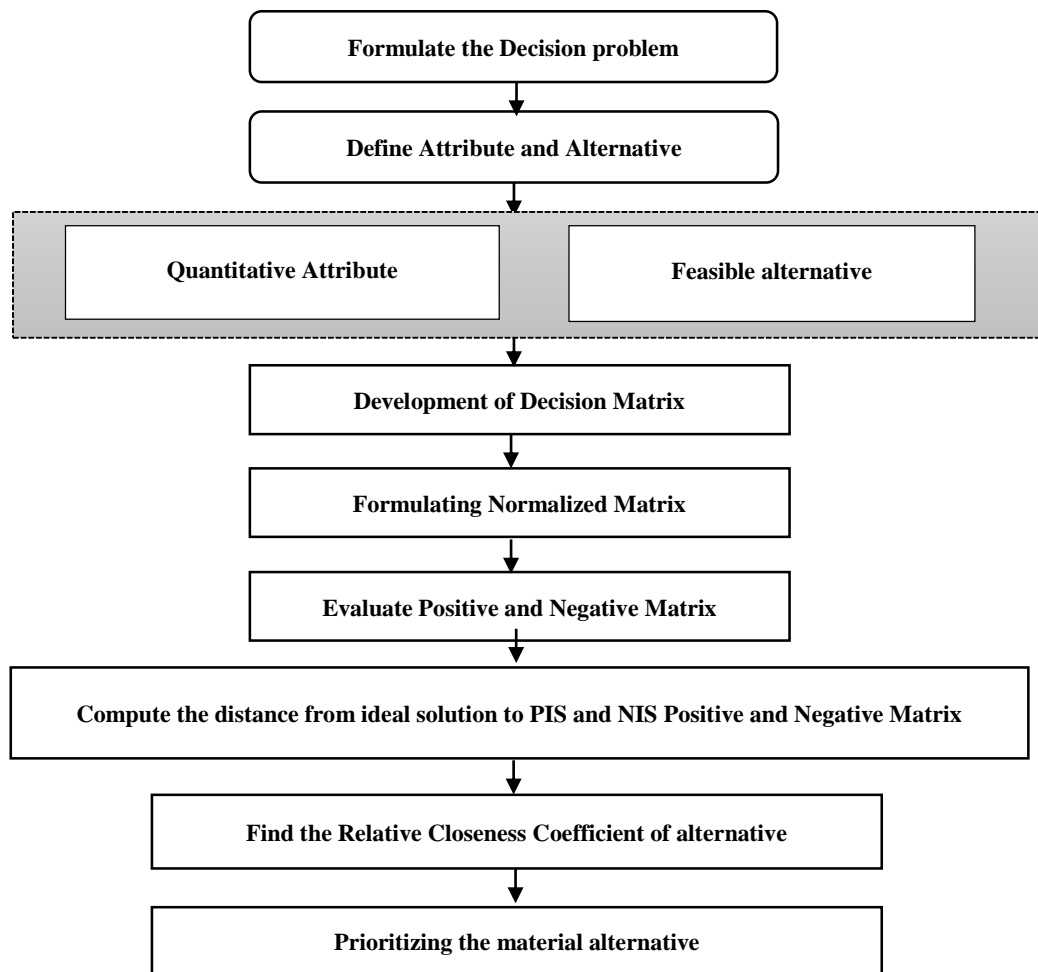 Formulate the Decision problem
Define Attribute and Alternative
Quantitative Attribute
Feasible alternative
Development of Decision Matrix
Formulating Normalized Matrix
Evaluate Positive and Negative Matrix
Compute the distance from ideal solution to PIS and NIS Positive and Negative Matrix
Find the Relative Closeness Coefficient of alternative
Prioritizing the material alternative